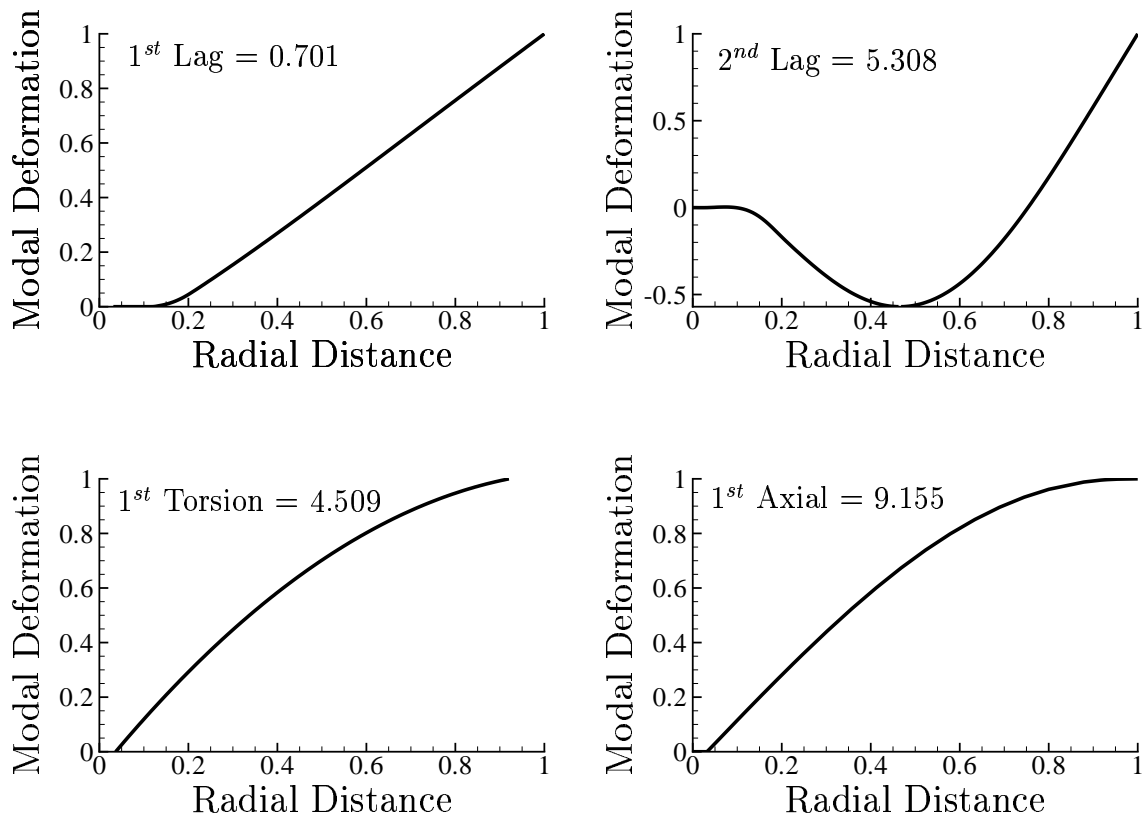 1st Lag = 0.701
Modal Deformation
1
0.8
0.6
0.4
0.2
0
0 0.2 0.4 0.6 0.8 1
Radial Distance
2nd Lag = 5.308
Modal Deformation
1
0.5
0
-0.5
0 0.2 0.4 0.6 0.8 1
Radial Distance
1st Torsion = 4.509
Modal Deformation
1
0.8
0.6
0.4
0.2
0
0 0.2 0.4 0.6 0.8 1
Radial Distance
1st Axial = 9.155
Modal Deformation
1
0.8
0.6
0.4
0.2
0
0 0.2 0.4 0.6 0.8 1
Radial Distance